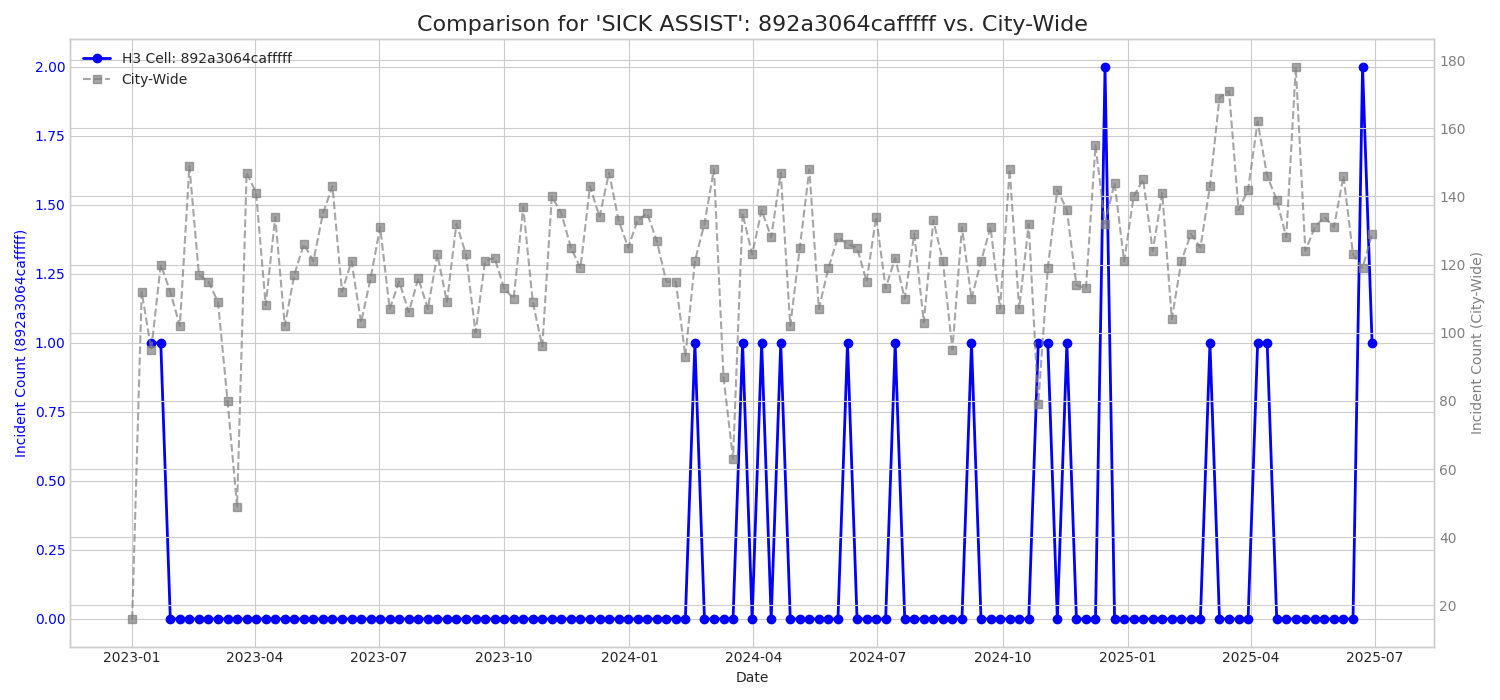 Comparison for 'SICK ASSIST': 892a3064cafffff vs. City-Wide
H3 Cell: 892a3064cafffff
City-Wide
Incident Count (892a3064cafffff)
2.00
1.75
1.50
1.25
1.00
0.75
0.50
0.25
0.00
180
160
140
120
100
80
60
40
20
Incident Count (City-Wide)
2023-01 2023-04 2023-07 2023-10 2024-01 2024-04 2024-07 2024-10 2025-01 2025-04 2025-07
Date